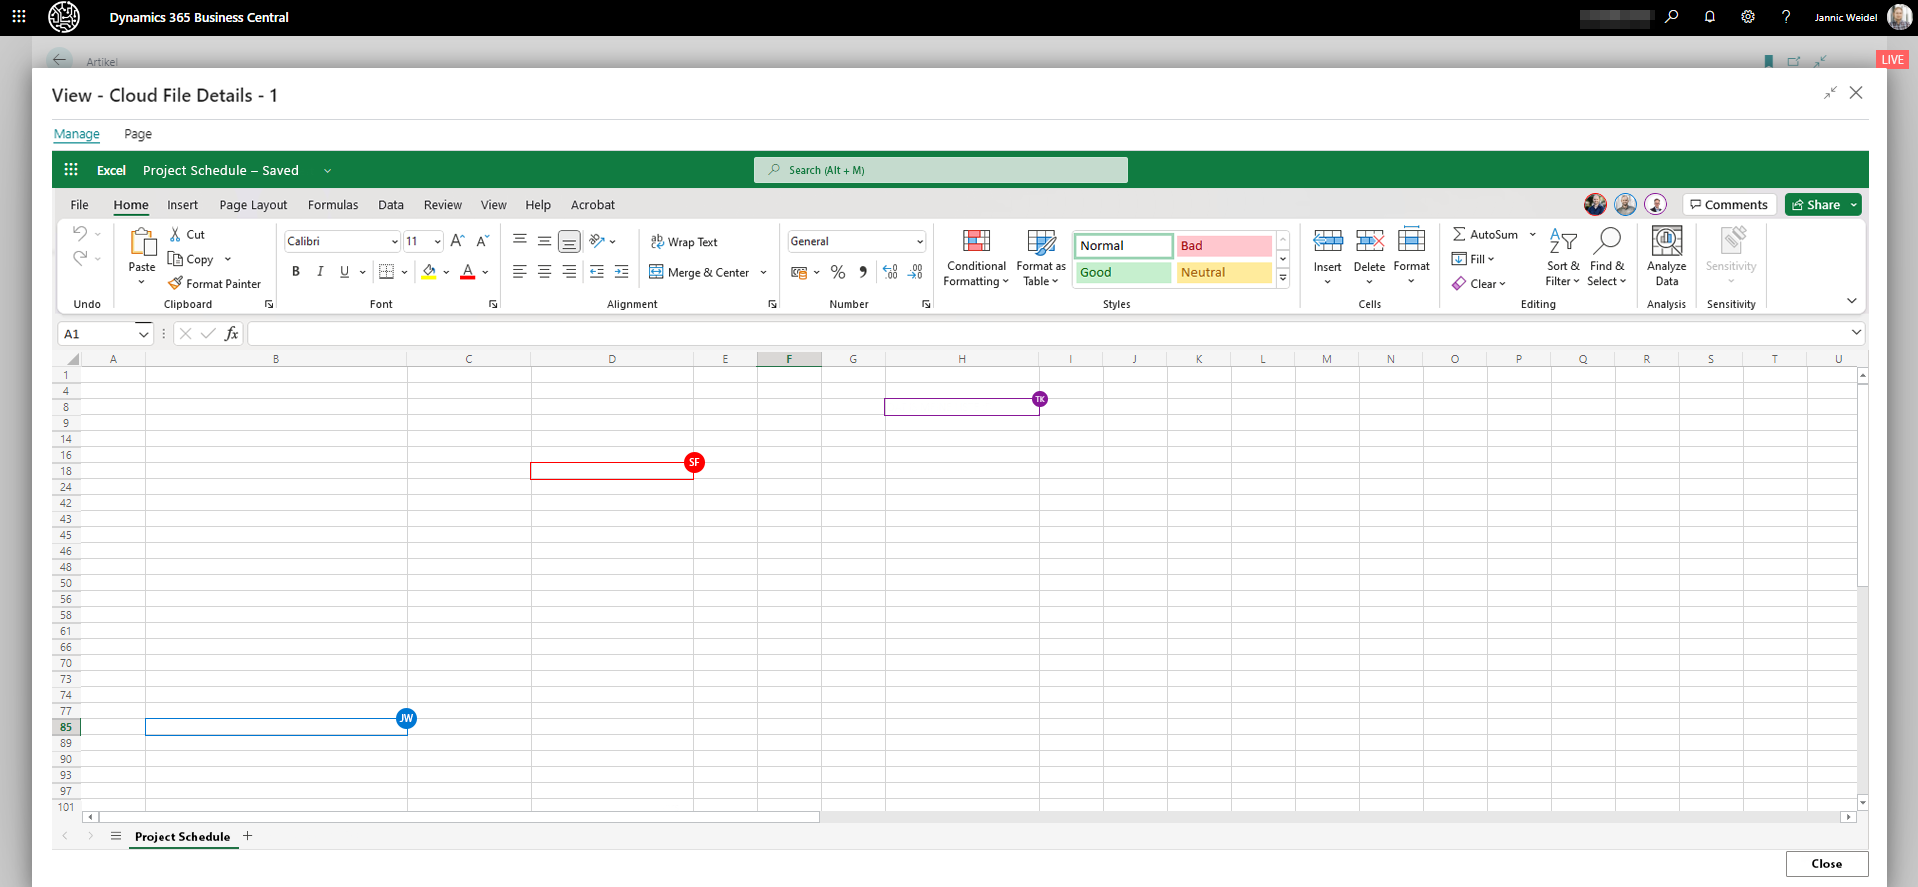 Dynamics 365 Business Central
Jannic Weidel
Artikel
LIVE
View - Cloud File Details - 1
Manage Page
Excel Project Schedule – Saved
Search (Alt + M)
File Home Insert Page Layout Formulas Data Review View Help Acrobat
Comments Share
Paste
Cut
Copy
Format Painter
Calibri 11
B I U A
ab Wrap Text
Merge & Center
General
% 9
Conditional Formatting
Format as Table
Normal Bad
Good Neutral
Insert Delete Format
AutoSum
Fill
Clear
Sort & Filter
Find & Select
Analyze Data
Sensitivity
Undo Clipboard Font Alignment Number Styles Cells Editing Analysis Sensitivity
A1 fx
A B C D E F G H I J K L M N O P Q R S T U
1
4
TK
8
9
14
16
SF
18
24
42
43
45
46
48
50
56
58
61
66
70
73
74
77
JW
85
89
90
93
97
101
Project Schedule +
Close